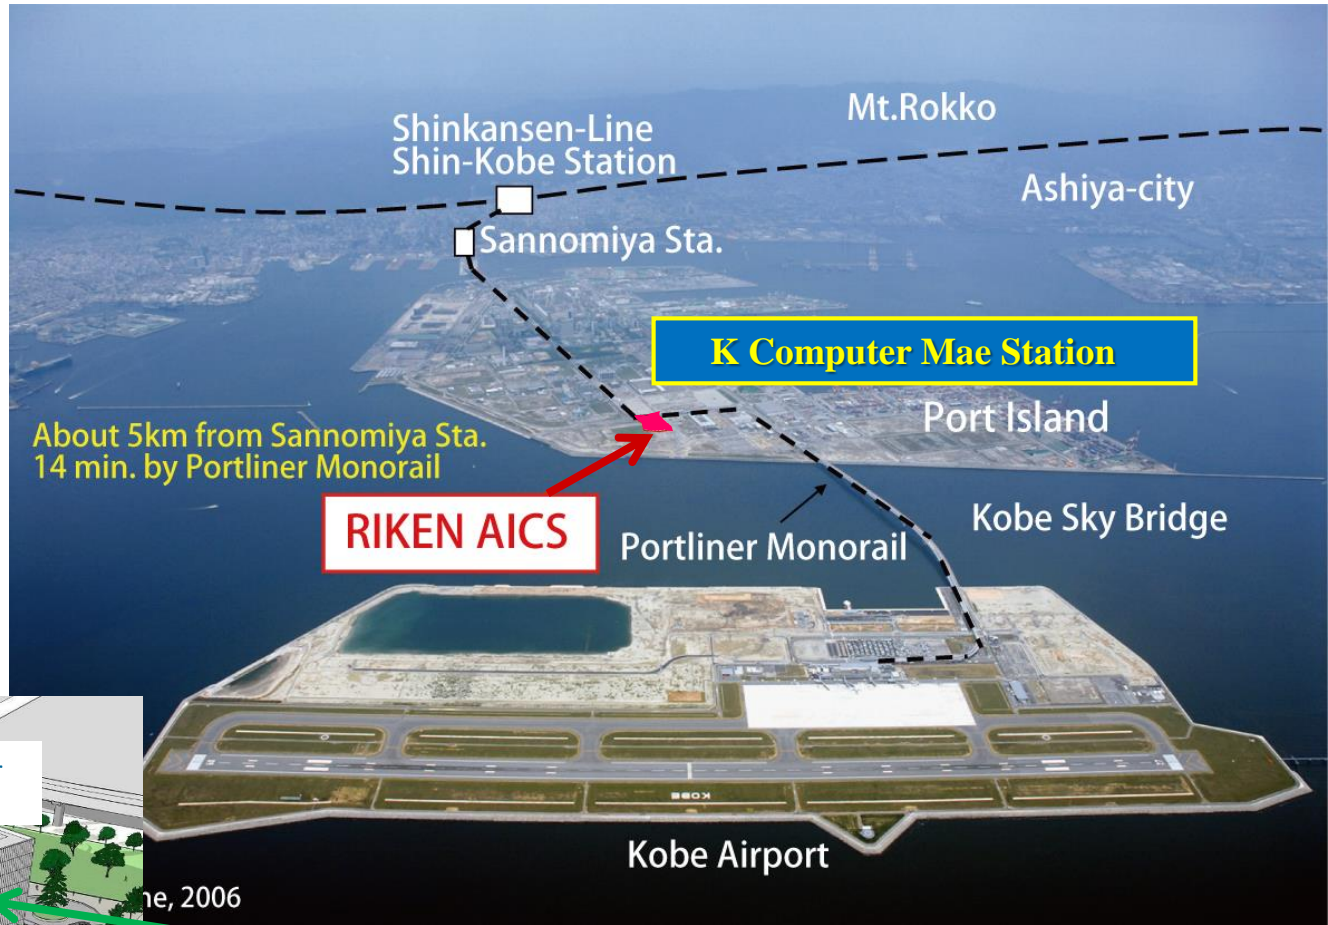 Mt.Rokko
Shinkansen-Line
Shin-Kobe Station
Ashiya-city
Sannomiya Sta.
K Computer Mae Station
Port Island
About 5km from Sannomiya Sta.
14 min. by Portliner Monorail
RIKEN AICS
Kobe Sky Bridge
Portliner Monorail
KOBE
Kobe Airport
2006